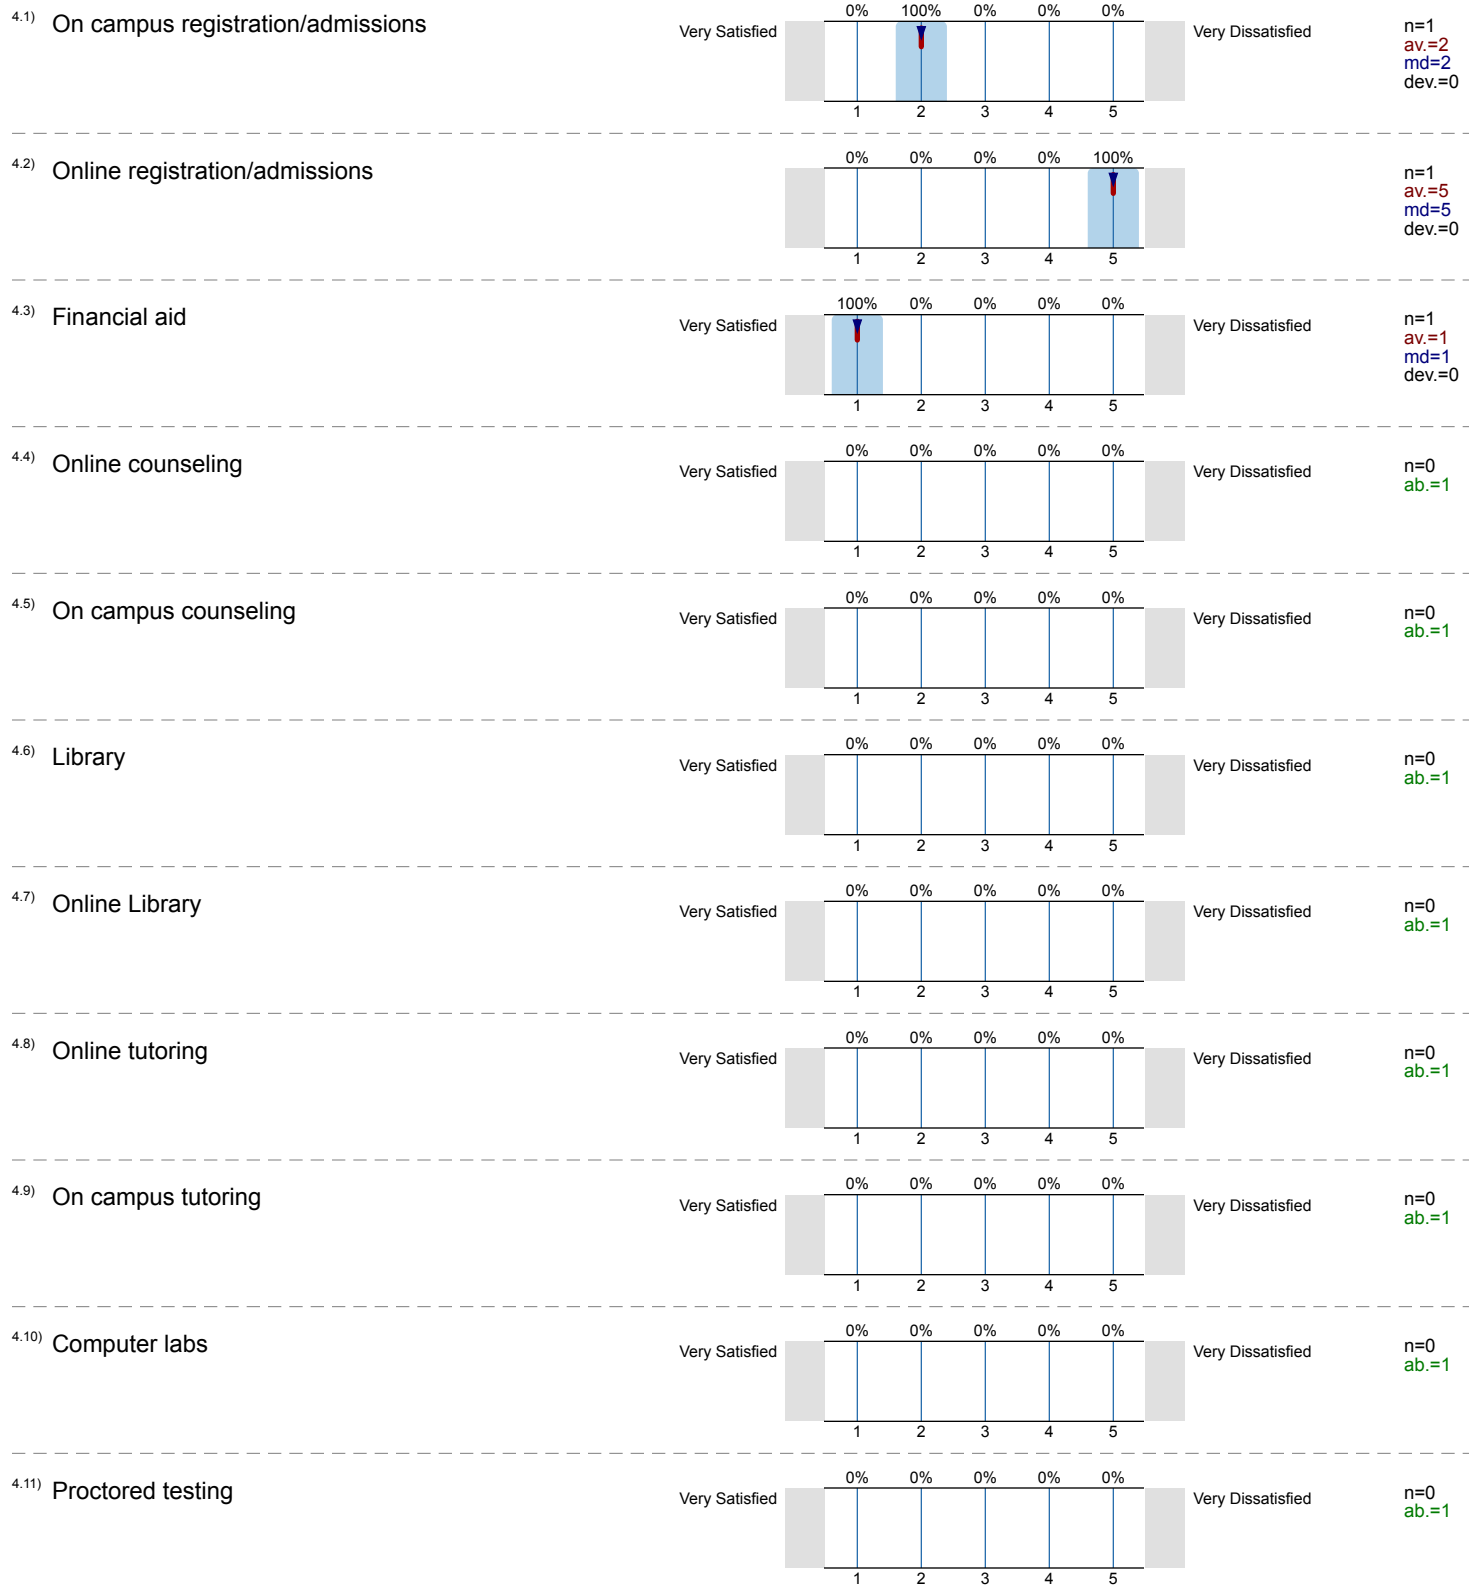 4.1) On campus registration/admissions
0% 100% 0% 0% 0%
Very Satisfied Very Dissatisfied
n=1
av.=2
md=2
dev.=0
1 2 3 4 5
4.2) Online registration/admissions
0% 0% 0% 0% 100%
n=1
av.=5
md=5
dev.=0
1 2 3 4 5
4.3) Financial aid
100% 0% 0% 0% 0%
Very Satisfied Very Dissatisfied
n=1
av.=1
md=1
dev.=0
1 2 3 4 5
4.4) Online counseling
0% 0% 0% 0% 0%
Very Satisfied Very Dissatisfied
n=0
ab.=1
1 2 3 4 5
4.5) On campus counseling
0% 0% 0% 0% 0%
Very Satisfied Very Dissatisfied
n=0
ab.=1
1 2 3 4 5
4.6) Library
0% 0% 0% 0% 0%
Very Satisfied Very Dissatisfied
n=0
ab.=1
1 2 3 4 5
4.7) Online Library
0% 0% 0% 0% 0%
Very Satisfied Very Dissatisfied
n=0
ab.=1
1 2 3 4 5
4.8) Online tutoring
0% 0% 0% 0% 0%
Very Satisfied Very Dissatisfied
n=0
ab.=1
1 2 3 4 5
4.9) On campus tutoring
0% 0% 0% 0% 0%
Very Satisfied Very Dissatisfied
n=0
ab.=1
1 2 3 4 5
4.10) Computer labs
0% 0% 0% 0% 0%
Very Satisfied Very Dissatisfied
n=0
ab.=1
1 2 3 4 5
4.11) Proctored testing
0% 0% 0% 0% 0%
Very Satisfied Very Dissatisfied
n=0
ab.=1
1 2 3 4 5